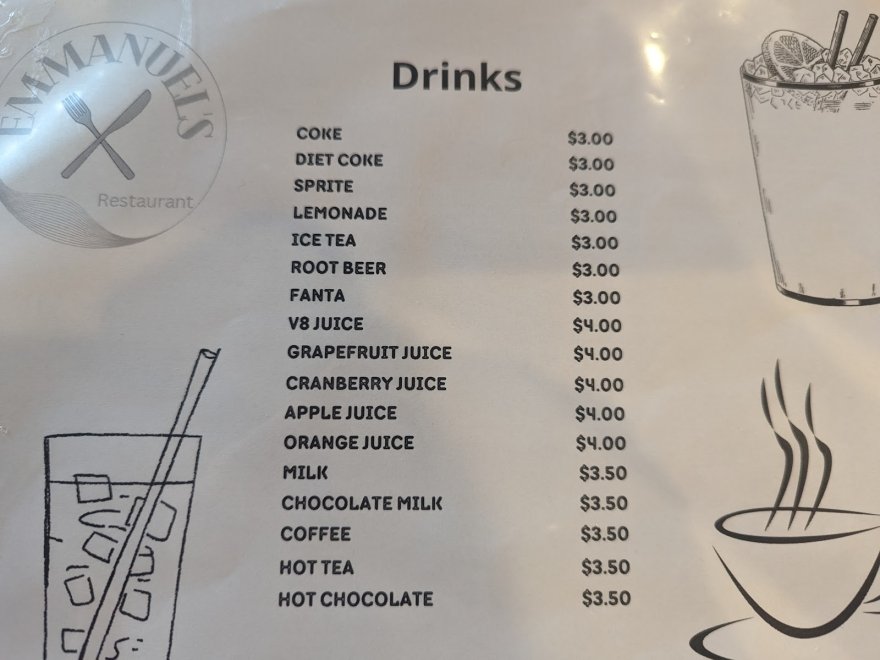 EMMANUEL'S
Restaurant
Drinks
COKE $3.00
DIET COKE $3.00
SPRITE $3.00
LEMONADE $3.00
ICE TEA $3.00
ROOT BEER $3.00
FANTA $3.00
V8 JUICE $4.00
GRAPEFRUIT JUICE $4.00
CRANBERRY JUICE $4.00
APPLE JUICE $4.00
ORANGE JUICE $4.00
MILK $3.50
CHOCOLATE MILK $3.50
COFFEE $3.50
HOT TEA $3.50
HOT CHOCOLATE $3.50